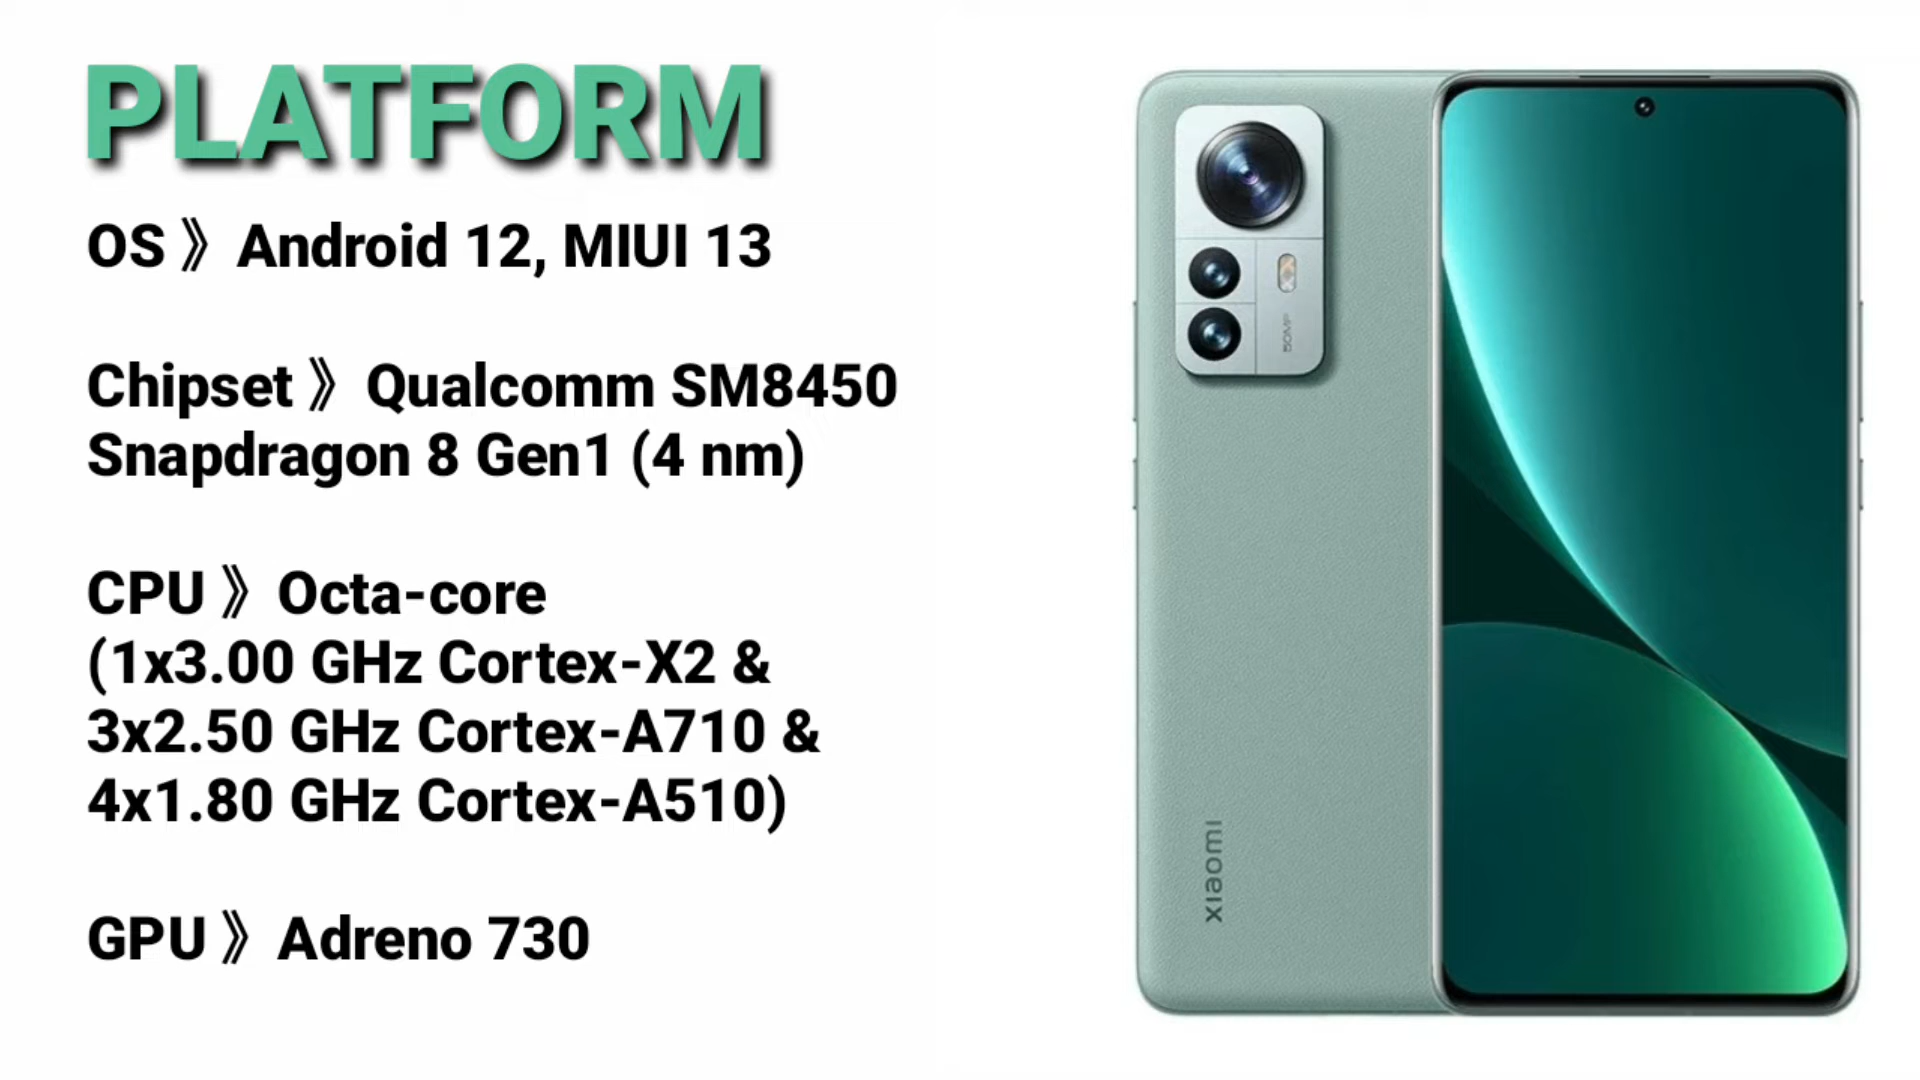 PLATFORM
OS 》 Android 12, MIUI 13
Chipset 》 Qualcomm SM8450
Snapdragon 8 Gen1 (4 nm)
CPU 》 Octa-core
(1x3.00 GHz Cortex-X2 &
3x2.50 GHz Cortex-A710 &
4x1.80 GHz Cortex-A510)
GPU 》 Adreno 730
50MP
xiaomi